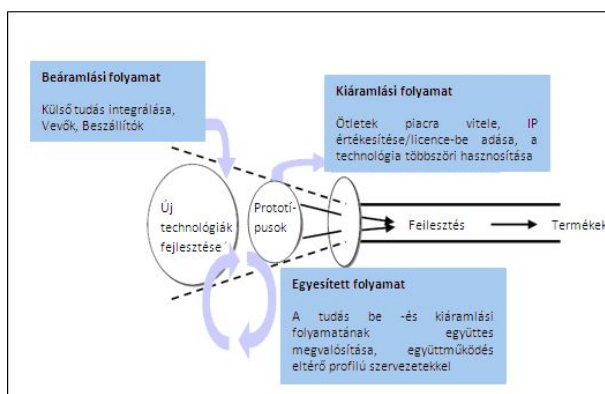 Beáramlási folyamat
Külső tudás integrálása,
Vevők, Beszállítók
Kiáramlási folyamat
Ötletek piacra vitele, IP
értékesítése/licence-be adása, a
technológia többszöri hasznosítása
Új
technológiák
fejlesztése
Prototí-
pusok
Fejlesztés
Termékek
Egyesített folyamat
A tudás be -és kiáramlási
folyamatának együttes
megvalósítása, együttműködés
eltérő profilú szervezetekkel